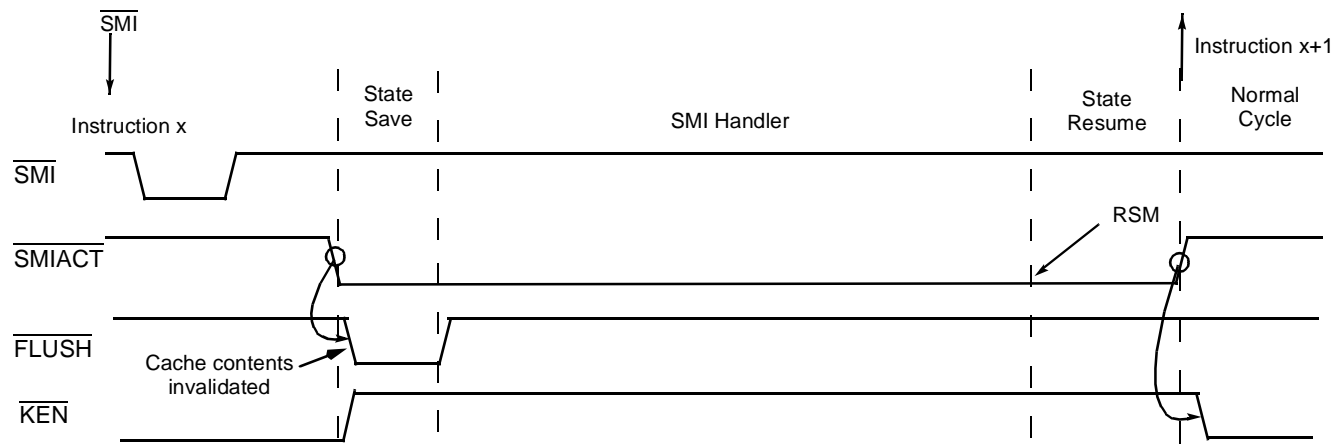 SMI
Instruction x+1
State
Save
State
Resume
Normal
Cycle
Instruction x
SMI Handler
SMI
RSM
SMIACT
FLUSH
Cache contents
invalidated
KEN